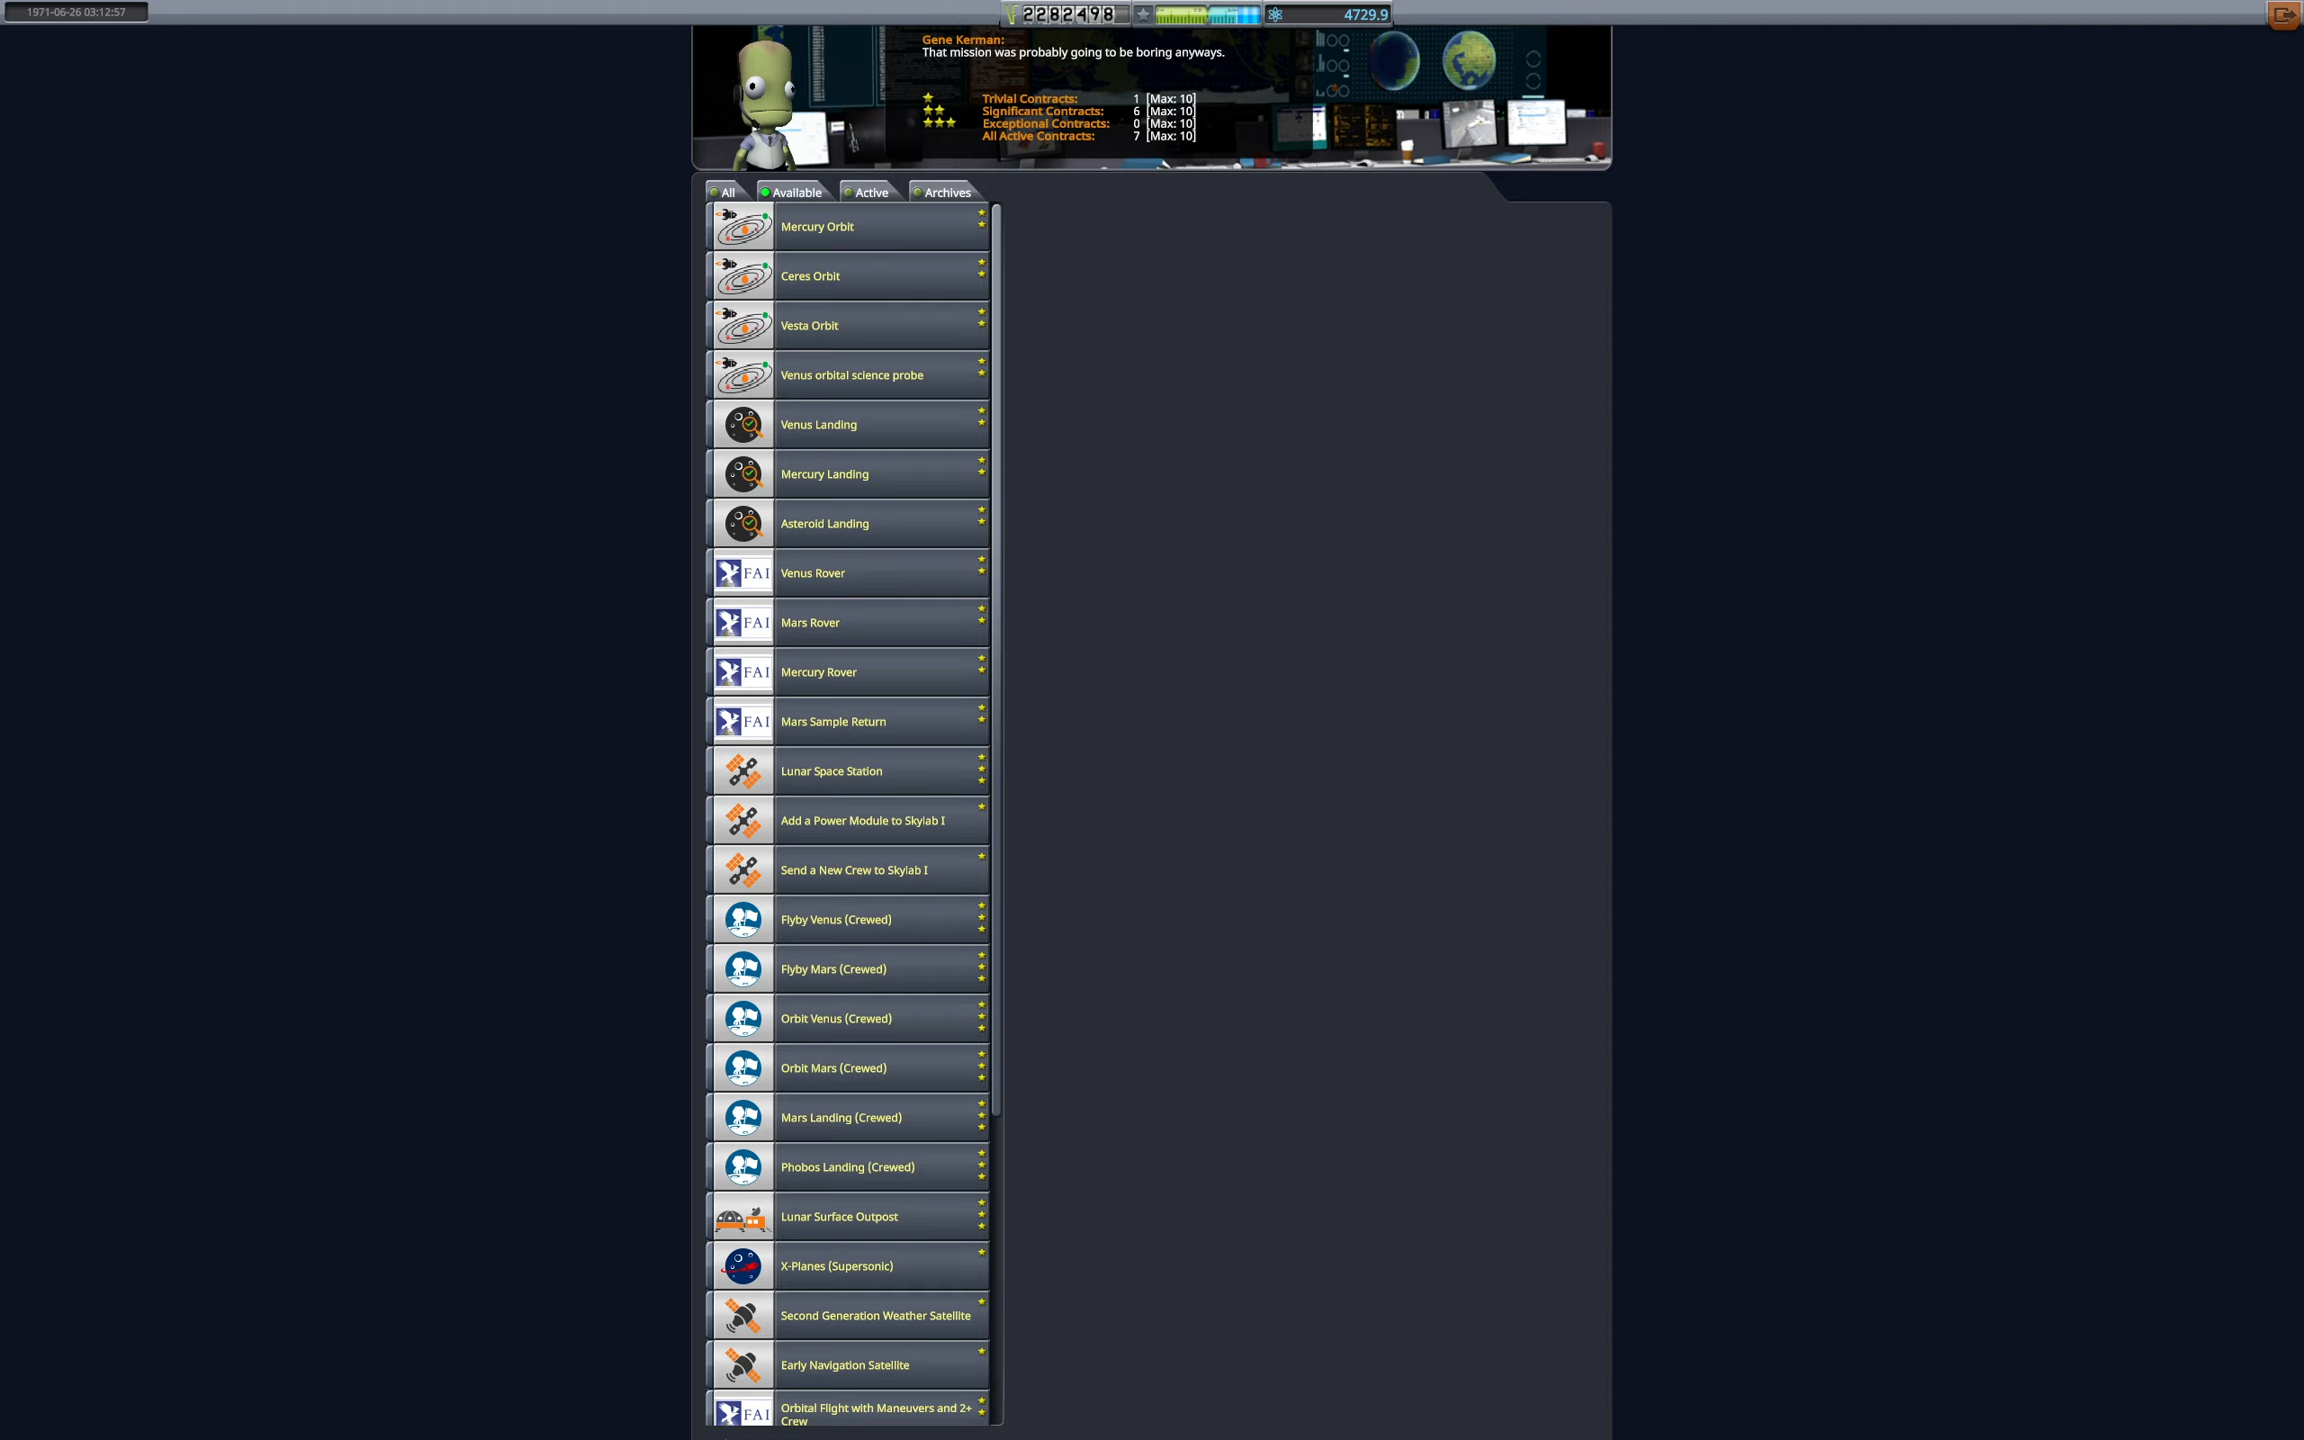 1971-06-26 03:12:57
2282498
4729.9
Gene Kerman:
That mission was probably going to be boring anyways.
Trivial Contracts: 1 [Max: 10]
Significant Contracts: 6 [Max: 10]
Exceptional Contracts: 0 [Max: 10]
All Active Contracts: 7 [Max: 10]
All Available Active Archives
Mercury Orbit
Ceres Orbit
Vesta Orbit
Venus orbital science probe
Venus Landing
Mercury Landing
Asteroid Landing
FAI Venus Rover
FAI Mars Rover
FAI Mercury Rover
FAI Mars Sample Return
Lunar Space Station
Add a Power Module to Skylab I
Send a New Crew to Skylab I
Flyby Venus (Crewed)
Flyby Mars (Crewed)
Orbit Venus (Crewed)
Orbit Mars (Crewed)
Mars Landing (Crewed)
Phobos Landing (Crewed)
Lunar Surface Outpost
X-Planes (Supersonic)
Second Generation Weather Satellite
Early Navigation Satellite
FAI Orbital Flight with Maneuvers and 2+
Crew